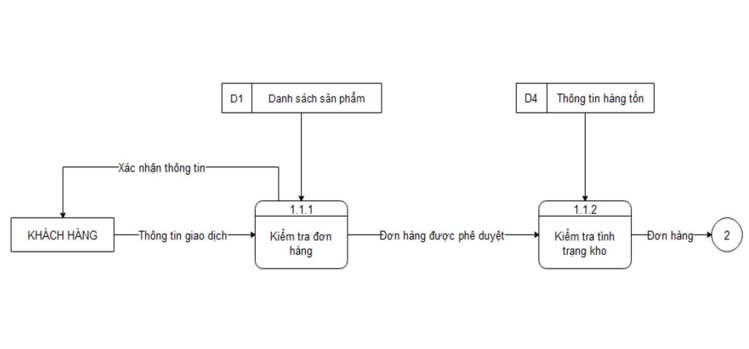 D1 Danh sách sản phẩm
D4 Thông tin hàng tồn
Xác nhận thông tin
1.1.1
1.1.2
KHÁCH HÀNG
Thông tin giao dịch
Kiểm tra đơn
hàng
Đơn hàng được phê duyệt
Kiểm tra tình
trạng kho
Đơn hàng
2